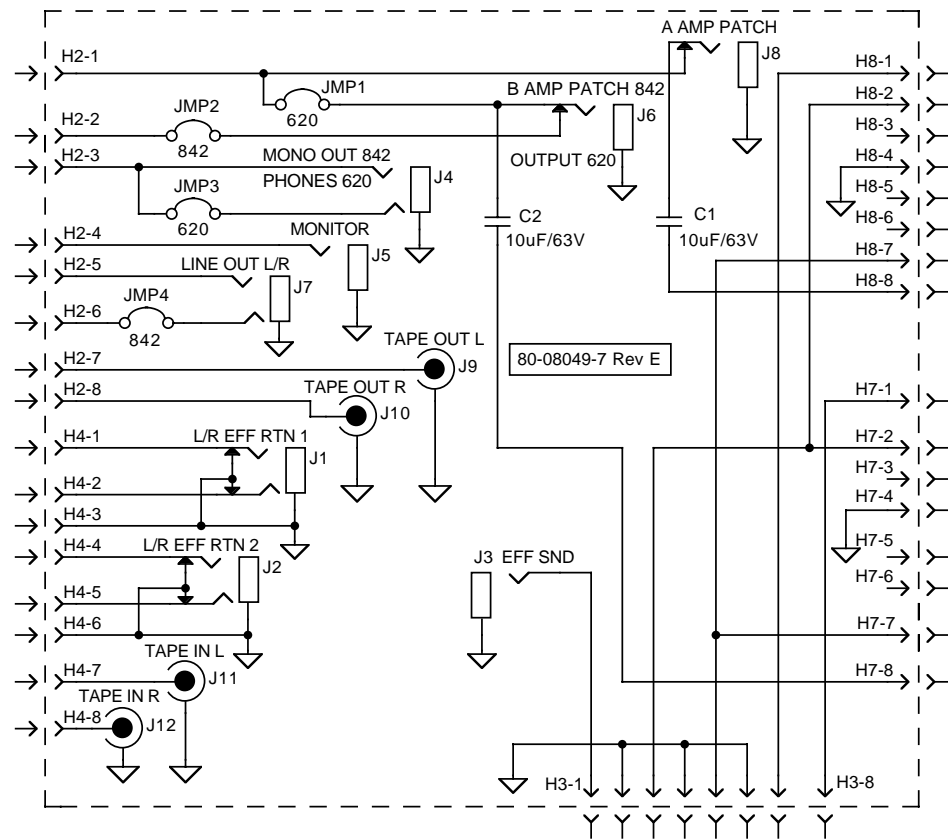 A AMP PATCH
H2-1
J8
H8-1
JMP1
B AMP PATCH 842
H8-2
JMP2
620
J6
H2-2
H8-3
842
OUTPUT 620
H2-3
MONO OUT 842
H8-4
PHONES 620
J4
JMP3
H8-5
620
C2
C1
H8-6
H2-4
MONITOR
10uF/63V
10uF/63V
J5
H8-7
H2-5
LINE OUT L/R
H8-8
J7
JMP4
H2-6
842
TAPE OUT L
80-08049-7 Rev E
H2-7
J9
H2-8
TAPE OUT R
H7-1
J10
H4-1
L/R EFF RTN 1
H7-2
J1
H7-3
H4-2
H7-4
H4-3
H4-4
L/R EFF RTN 2
H7-5
J2
J3 EFF SND
H4-5
H7-6
H4-6
H7-7
TAPE IN L
H4-7
J11
H7-8
TAPE IN R
H4-8
J12
H3-1
H3-8